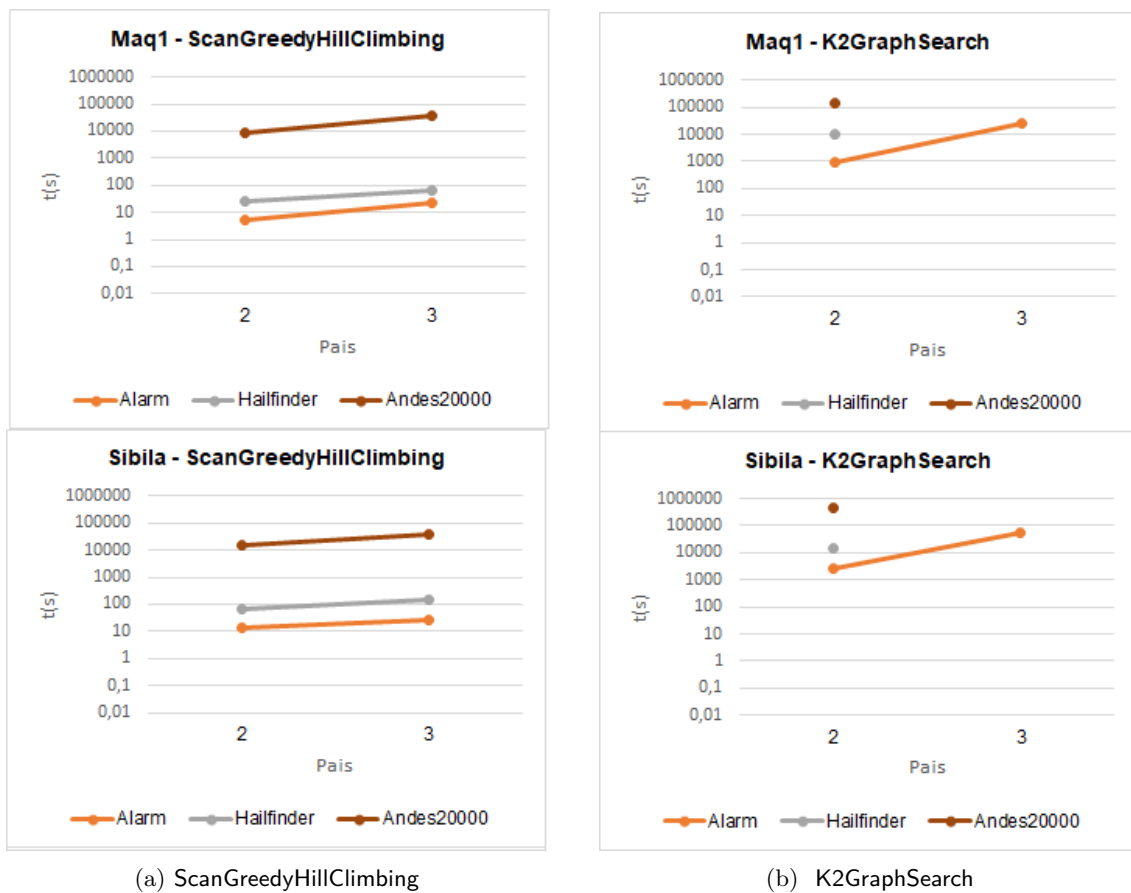 Maq1 - ScanGreedyHillClimbing
1000000
100000
10000
1000
100
10
1
0,1
0,01
t(s)
2 3
Pais
Alarm Hailfinder Andes20000
Maq1 - K2GraphSearch
1000000
100000
10000
1000
100
10
1
0,1
0,01
t(s)
2 3
Pais
Alarm Hailfinder Andes20000
Sibila - ScanGreedyHillClimbing
1000000
100000
10000
1000
100
10
1
0,1
0,01
t(s)
2 3
Pais
Alarm Hailfinder Andes20000
Sibila - K2GraphSearch
1000000
100000
10000
1000
100
10
1
0,1
0,01
t(s)
2 3
Pais
Alarm Hailfinder Andes20000
(a) ScanGreedyHillClimbing
(b) K2GraphSearch